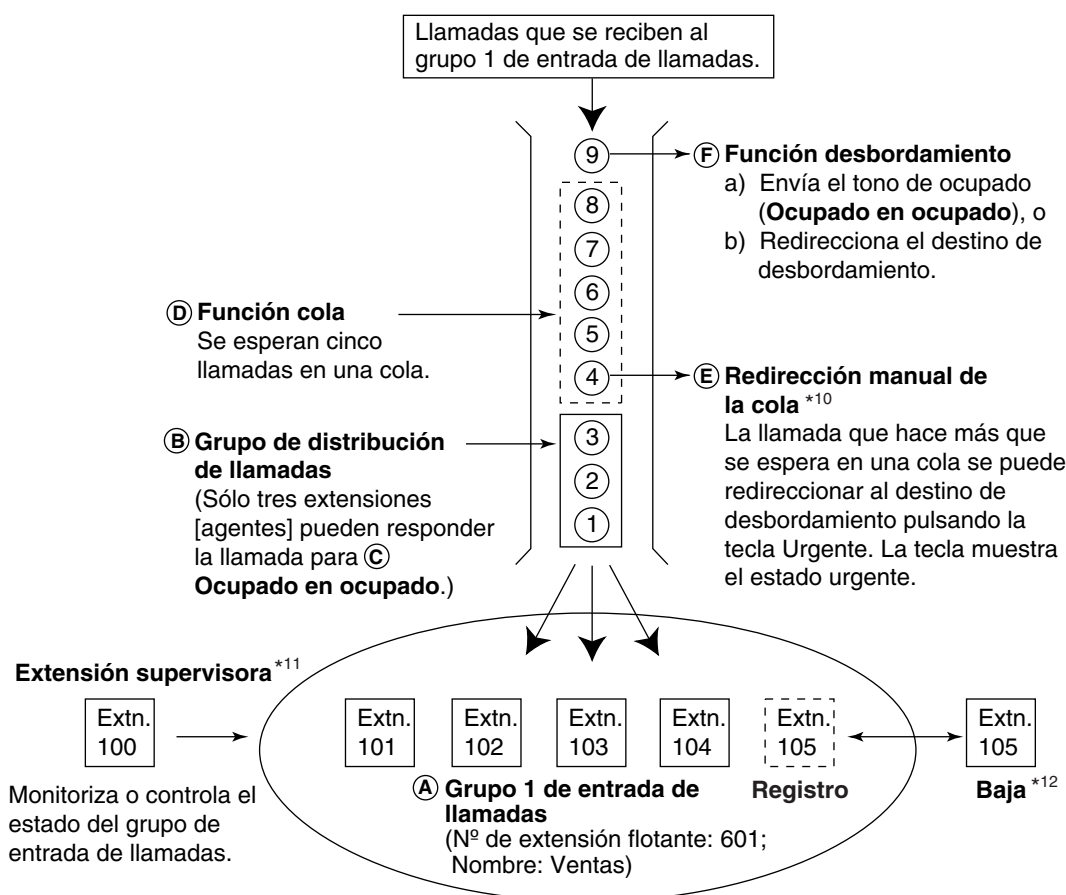 Llamadas que se reciben al
grupo 1 de entrada de llamadas.
9
F Función desbordamiento
a) Envía el tono de ocupado
(Ocupado en ocupado), o
b) Redirecciona el destino de
desbordamiento.
8
7
6
5
4
D Función cola
Se esperan cinco
llamadas en una cola.
E Redirección manual de
la cola *10
La llamada que hace más que
se espera en una cola se puede
redireccionar al destino de
desbordamiento pulsando la
tecla Urgente. La tecla muestra
el estado urgente.
B Grupo de distribución
de llamadas
(Sólo tres extensiones
[agentes] pueden responder
la llamada para C
Ocupado en ocupado.)
3
2
1
Extensión supervisora *11
Extn.
100
Monitoriza o controla el
estado del grupo de
entrada de llamadas.
Extn.
101
Extn.
102
Extn.
103
Extn.
104
Extn.
105
Registro
Extn.
105
Baja *12
A Grupo 1 de entrada de
llamadas
(Nº de extensión flotante: 601;
Nombre: Ventas)